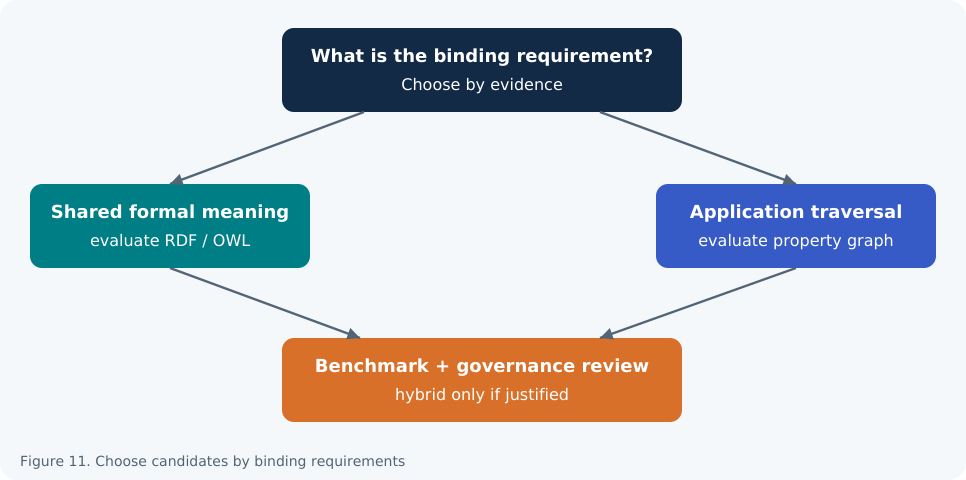 What is the binding requirement?
Choose by evidence
Shared formal meaning
evaluate RDF / OWL
Application traversal
evaluate property graph
Benchmark + governance review
hybrid only if justified
Figure 11. Choose candidates by binding requirements